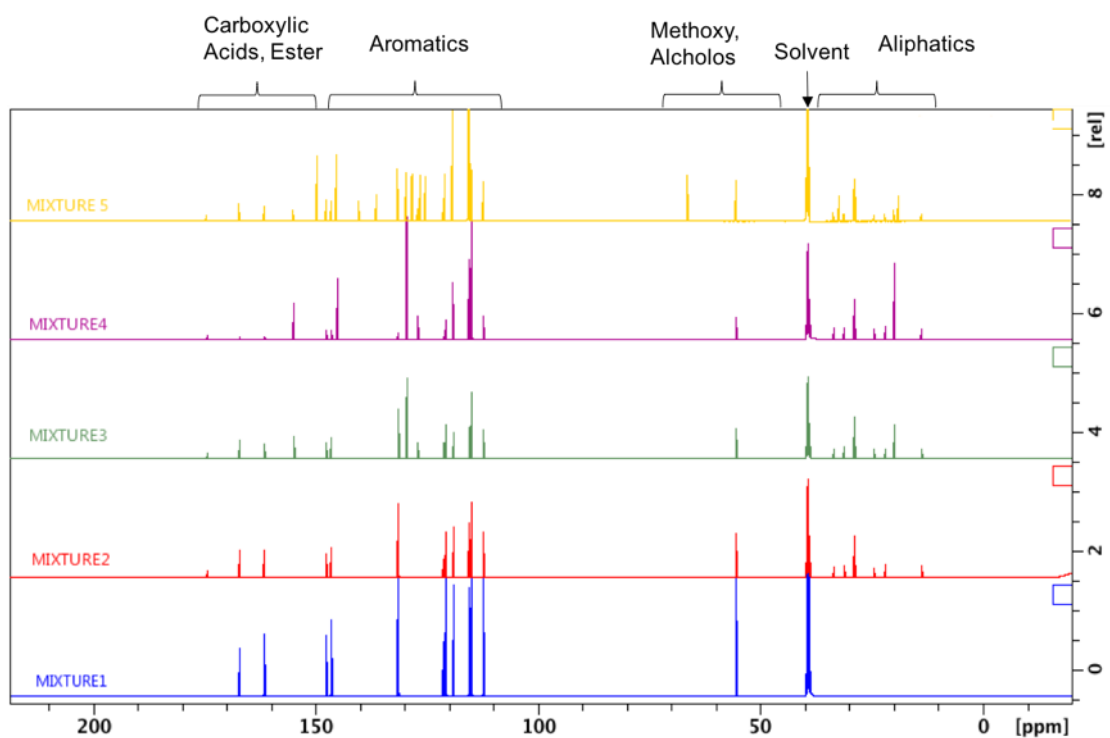 Carboxylic
Acids, Ester
Aromatics
Methoxy,
Alcholos
Solvent
Aliphatics
[rel]
8
6
4
2
0
MIXTURE 5
MIXTURE4
MIXTURE3
MIXTURE2
MIXTURE1
200
150
100
50
0
[ppm]